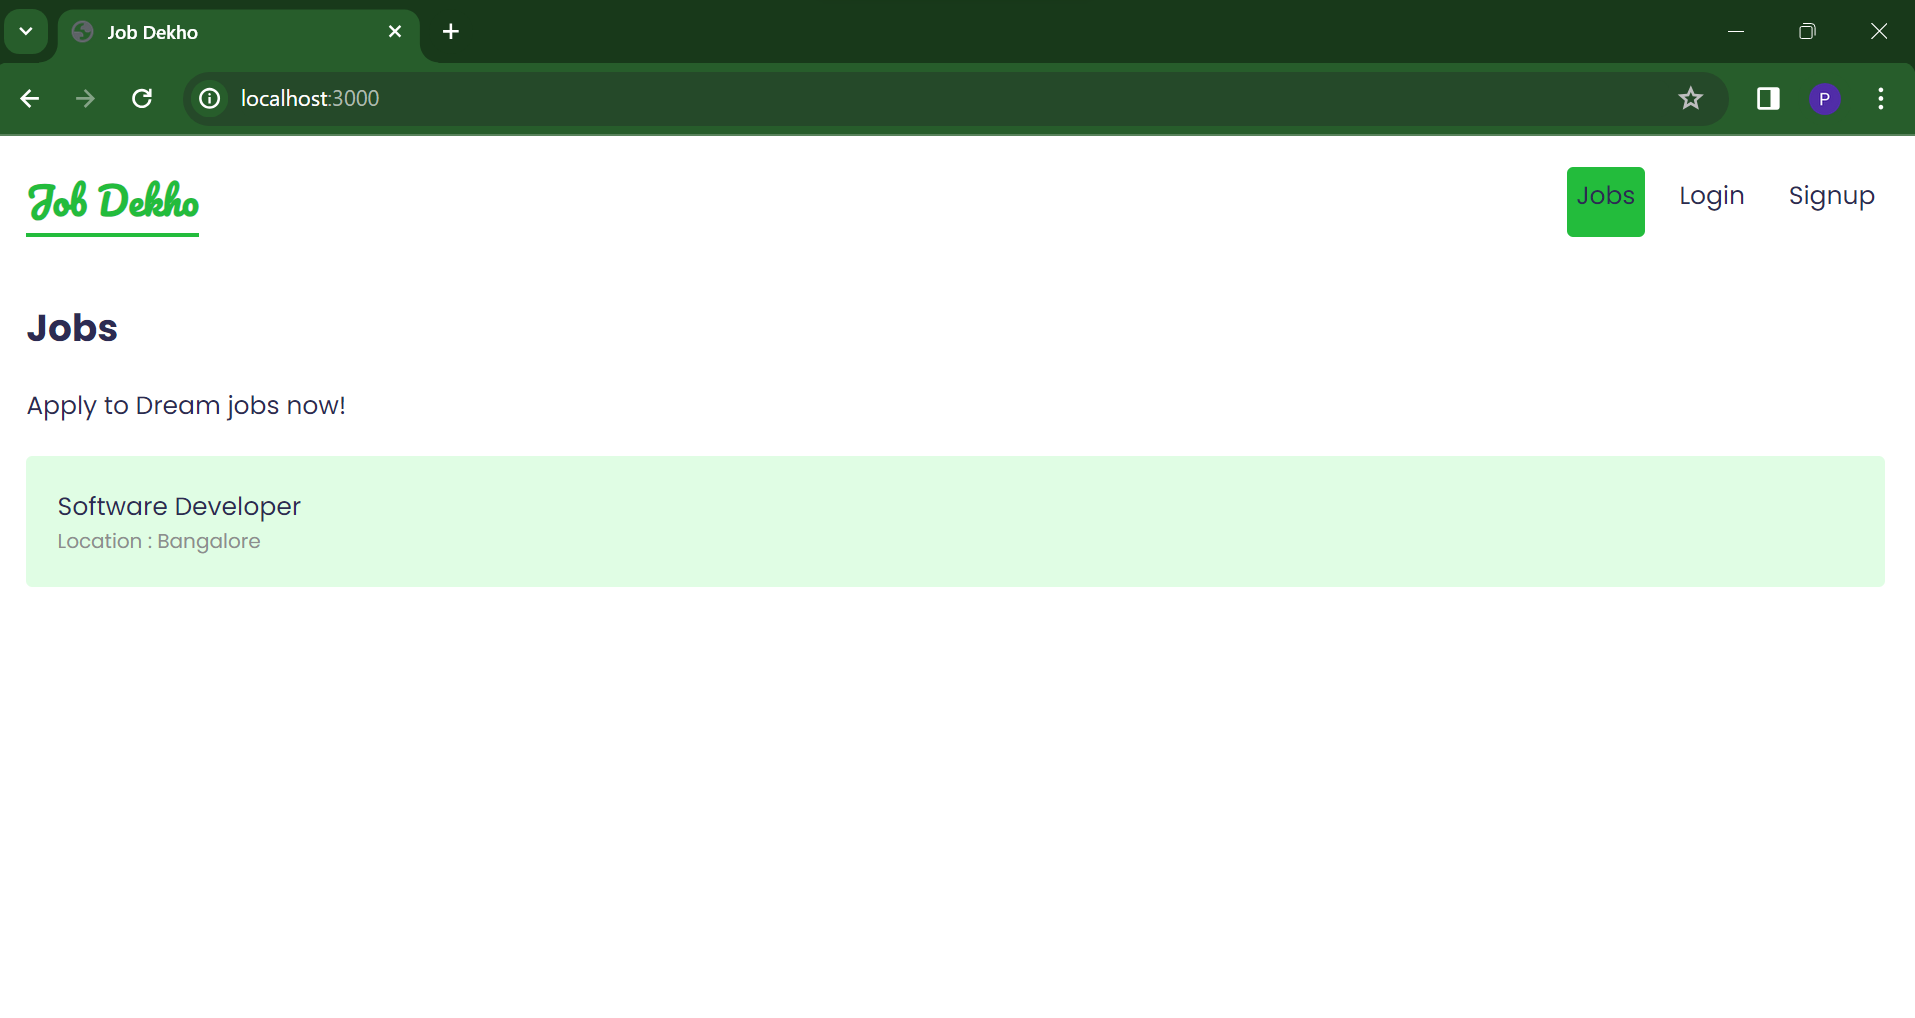 Job Dekho
localhost:3000
P
Job Dekho
Jobs Login Signup
Jobs
Apply to Dream jobs now!
Software Developer
Location : Bangalore